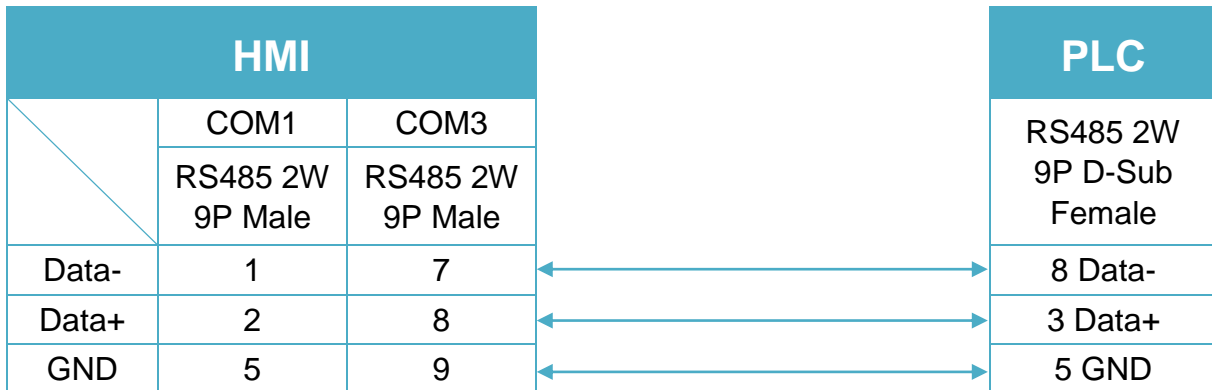 HMI
PLC
COM1 COM3
RS485 2W
9P Male
RS485 2W
9P Male
RS485 2W
9P D-Sub
Female
Data- 1 7 8 Data-
Data+ 2 8 3 Data+
GND 5 9 5 GND